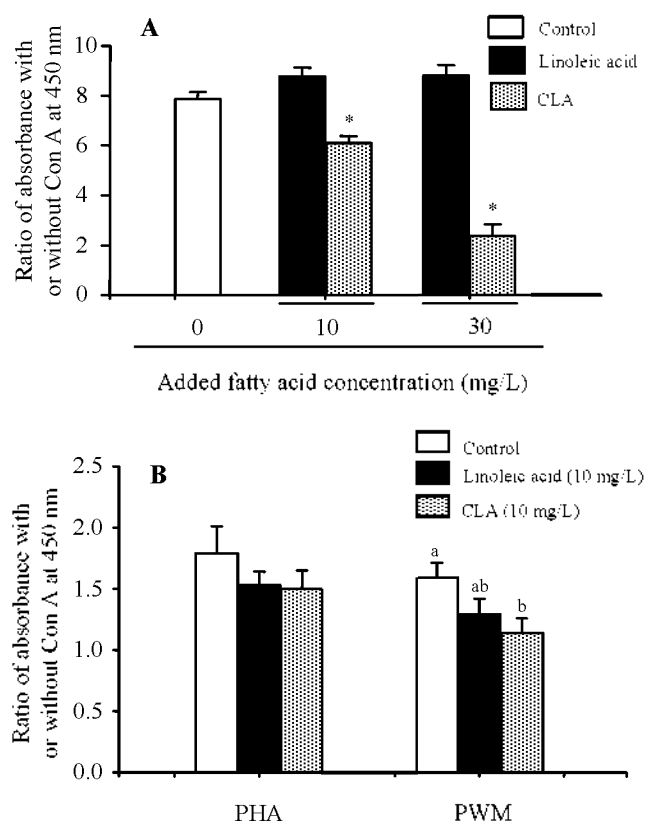 A
Control
Linoleic acid
CLA
Ratio of absorbance with
or without Con A at 450 nm
10
8
6
4
2
0
*
*
0
10
30
Added fatty acid concentration (mg/L)
B
Control
Linoleic acid (10 mg/L)
CLA (10 mg/L)
Ratio of absorbance with
or without Con A at 450 nm
2.5
2.0
1.5
1.0
0.5
0.0
a
ab
b
PHA
PWM